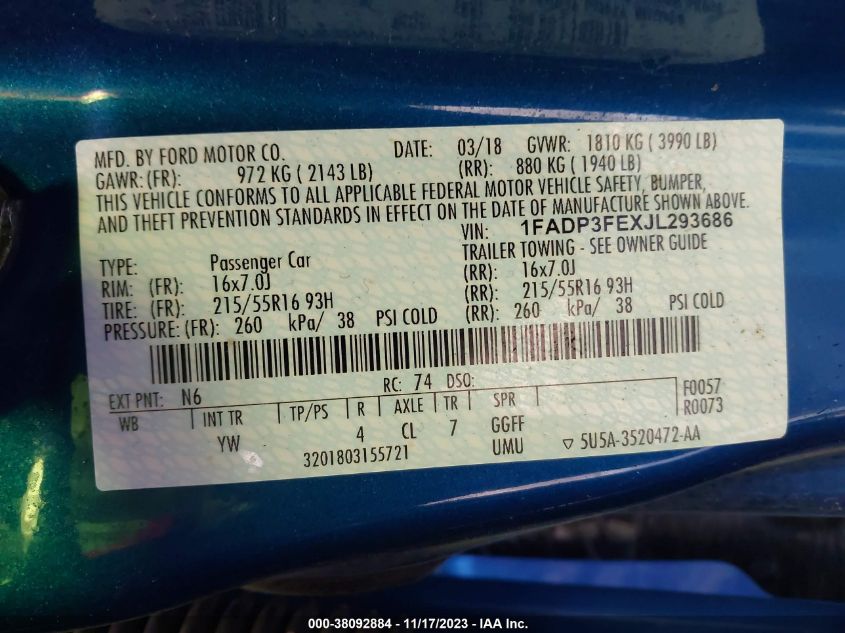 MFD. BY FORD MOTOR CO. DATE: 03/18 GVWR: 1810 KG ( 3990 LB)
GAWR: (FR): 972 KG ( 2143 LB) (RR): 880 KG ( 1940 LB)
THIS VEHICLE CONFORMS TO ALL APPLICABLE FEDERAL MOTOR VEHICLE SAFETY, BUMPER,
AND THEFT PREVENTION STANDARDS IN EFFECT ON THE DATE OF MANUFACTURE SHOWN ABOVE.
VIN: 1FADP3FEXJL293686
TYPE: Passenger Car TRAILER TOWING - SEE OWNER GUIDE
RIM: (FR): 16x7.0J (RR): 16x7.0J
TIRE: (FR): 215/55R16 93H (RR): 215/55R16 93H
PRESSURE: (FR): 260 kPa/ 38 PSI COLD (RR): 260 kPa/ 38 PSI COLD
EXT PNT: N6 RC: 74 DSO: F0057
WB INT TR TP/PS R AXLE TR SPR R0073
YW 4 CL 7 GGFF
3201803155721 UMU ▽ 5U5A-3520472-AA
000-38092884 - 11/17/2023 - IAA Inc.